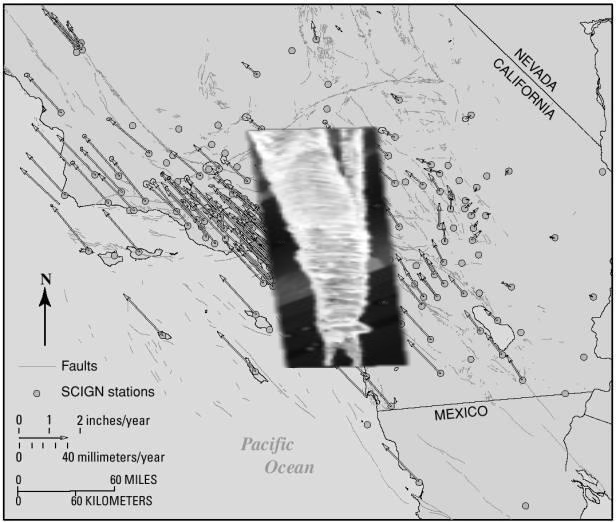 NEVADA
CALIFORNIA
N
Faults
SCIGN stations
0 1 2 inches/year
0 40 millimeters/year
0 60 MILES
0 60 KILOMETERS
MEXICO
Pacific
Ocean